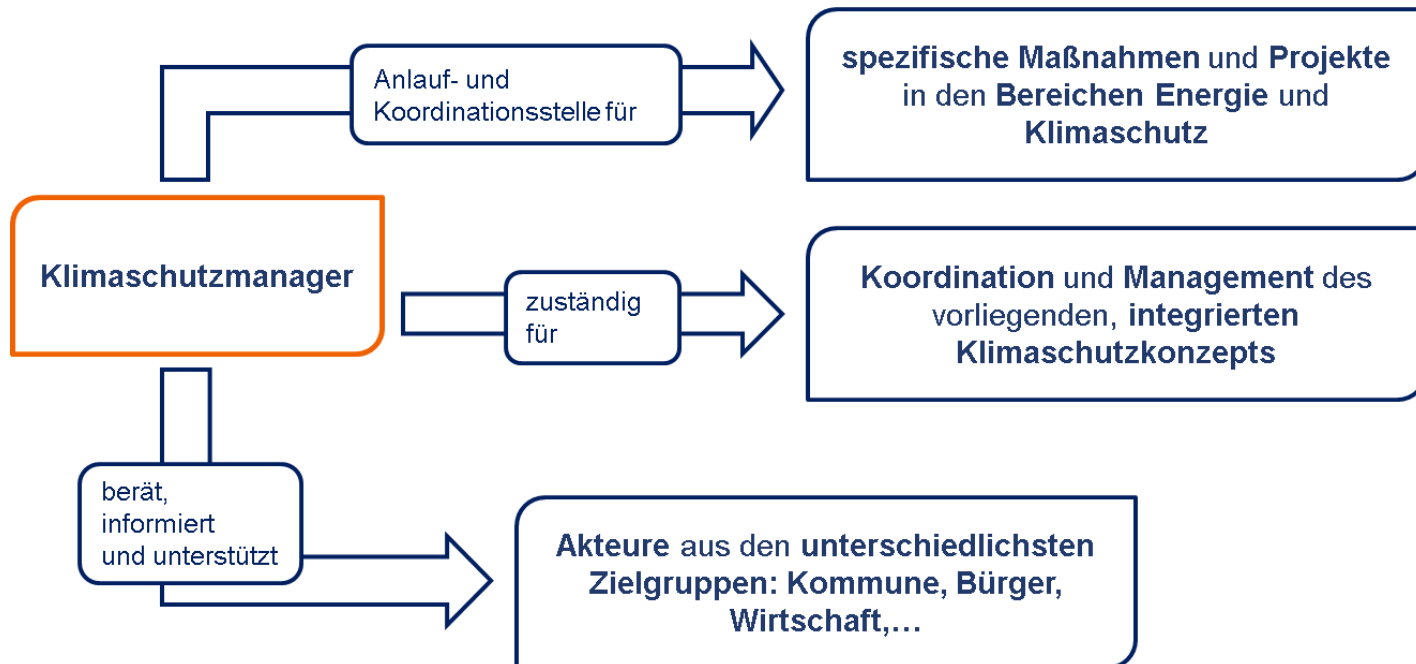 Anlauf- und
Koordinationsstelle für
spezifische Maßnahmen und Projekte
in den Bereichen Energie und
Klimaschutz
Klimaschutzmanager
zuständig
für
Koordination und Management des
vorliegenden, integrierten
Klimaschutzkonzepts
berät,
informiert
und unterstützt
Akteure aus den unterschiedlichsten
Zielgruppen: Kommune, Bürger,
Wirtschaft,…